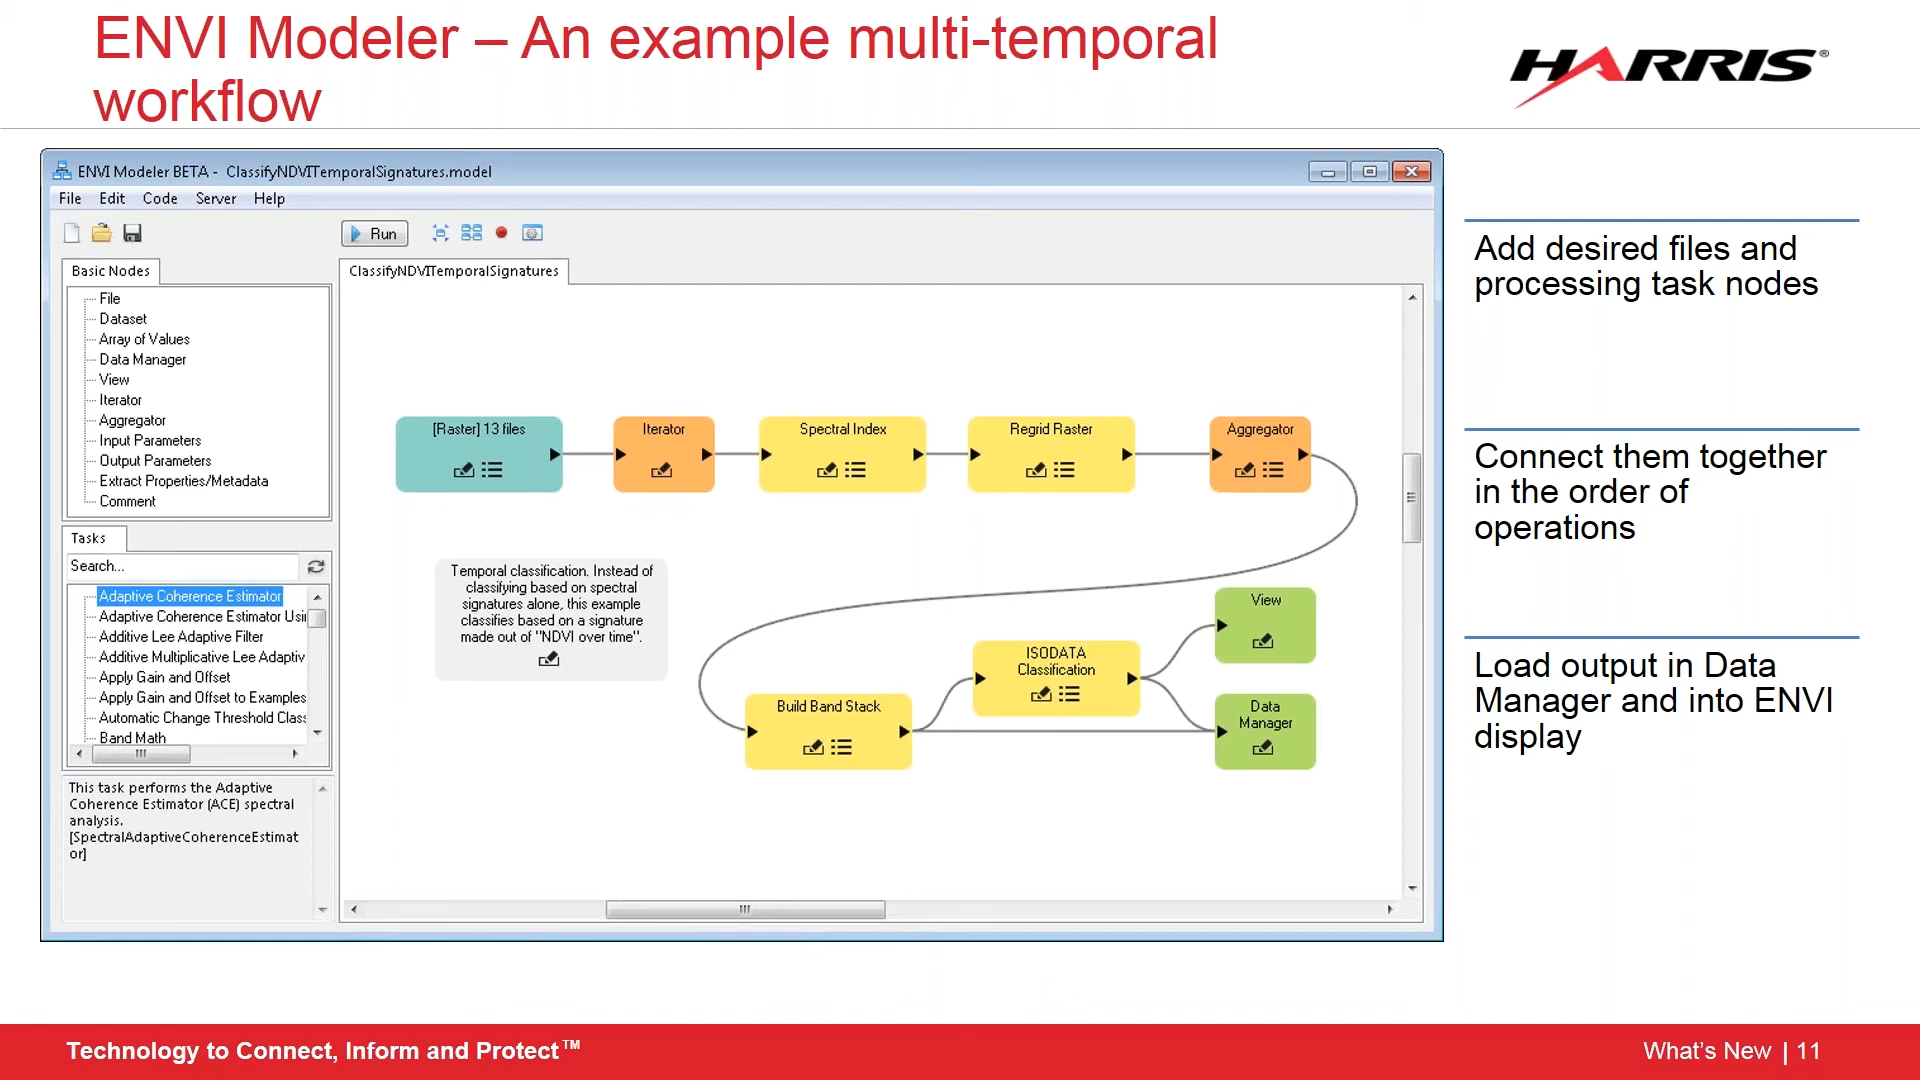 ENVI Modeler – An example multi-temporal
workflow
HARRIS®
ENVI Modeler BETA - ClassifyNDVITemporalSignatures.model
File Edit Code Server Help
Run
Basic Nodes
File
Dataset
Array of Values
Data Manager
View
Iterator
Aggregator
Input Parameters
Output Parameters
Extract Properties/Metadata
Comment
Tasks
Search...
Adaptive Coherence Estimator
Adaptive Coherence Estimator Usi
Additive Lee Adaptive Filter
Additive Multiplicative Lee Adaptiv
Apply Gain and Offset
Apply Gain and Offset to Examples
Automatic Change Threshold Clas
Band Math
This task performs the Adaptive
Coherence Estimator (ACE) spectral
analysis.
[SpectralAdaptiveCoherenceEstimat
or]
ClassifyNDVITemporalSignatures
[Raster] 13 files
Iterator
Spectral Index
Regrid Raster
Aggregator
Temporal classification. Instead of
classifying based on spectral
signatures alone, this example
classifies based on a signature
made out of "NDVI over time".
Build Band Stack
ISODATA
Classification
View
Data
Manager
Add desired files and
processing task nodes
Connect them together
in the order of
operations
Load output in Data
Manager and into ENVI
display
Technology to Connect, Inform and Protect™
What's New | 11